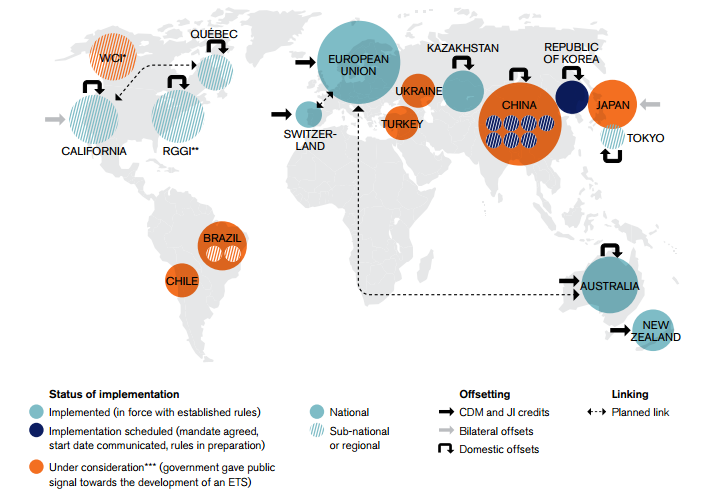 QUÉBEC
WCI*
CALIFORNIA
RGGI**
EUROPEAN
UNION
SWITZER-
LAND
UKRAINE
TURKEY
KAZAKHSTAN
CHINA
REPUBLIC
OF KOREA
JAPAN
TOKYO
BRAZIL
CHILE
AUSTRALIA
NEW
ZEALAND
Status of implementation
Implemented (in force with established rules)
Implementation scheduled (mandate agreed,
start date communicated, rules in preparation)
Under consideration*** (government gave public
signal towards the development of an ETS)
National
Sub-national
or regional
Offsetting
CDM and JI credits
Bilateral offsets
Domestic offsets
Linking
Planned link